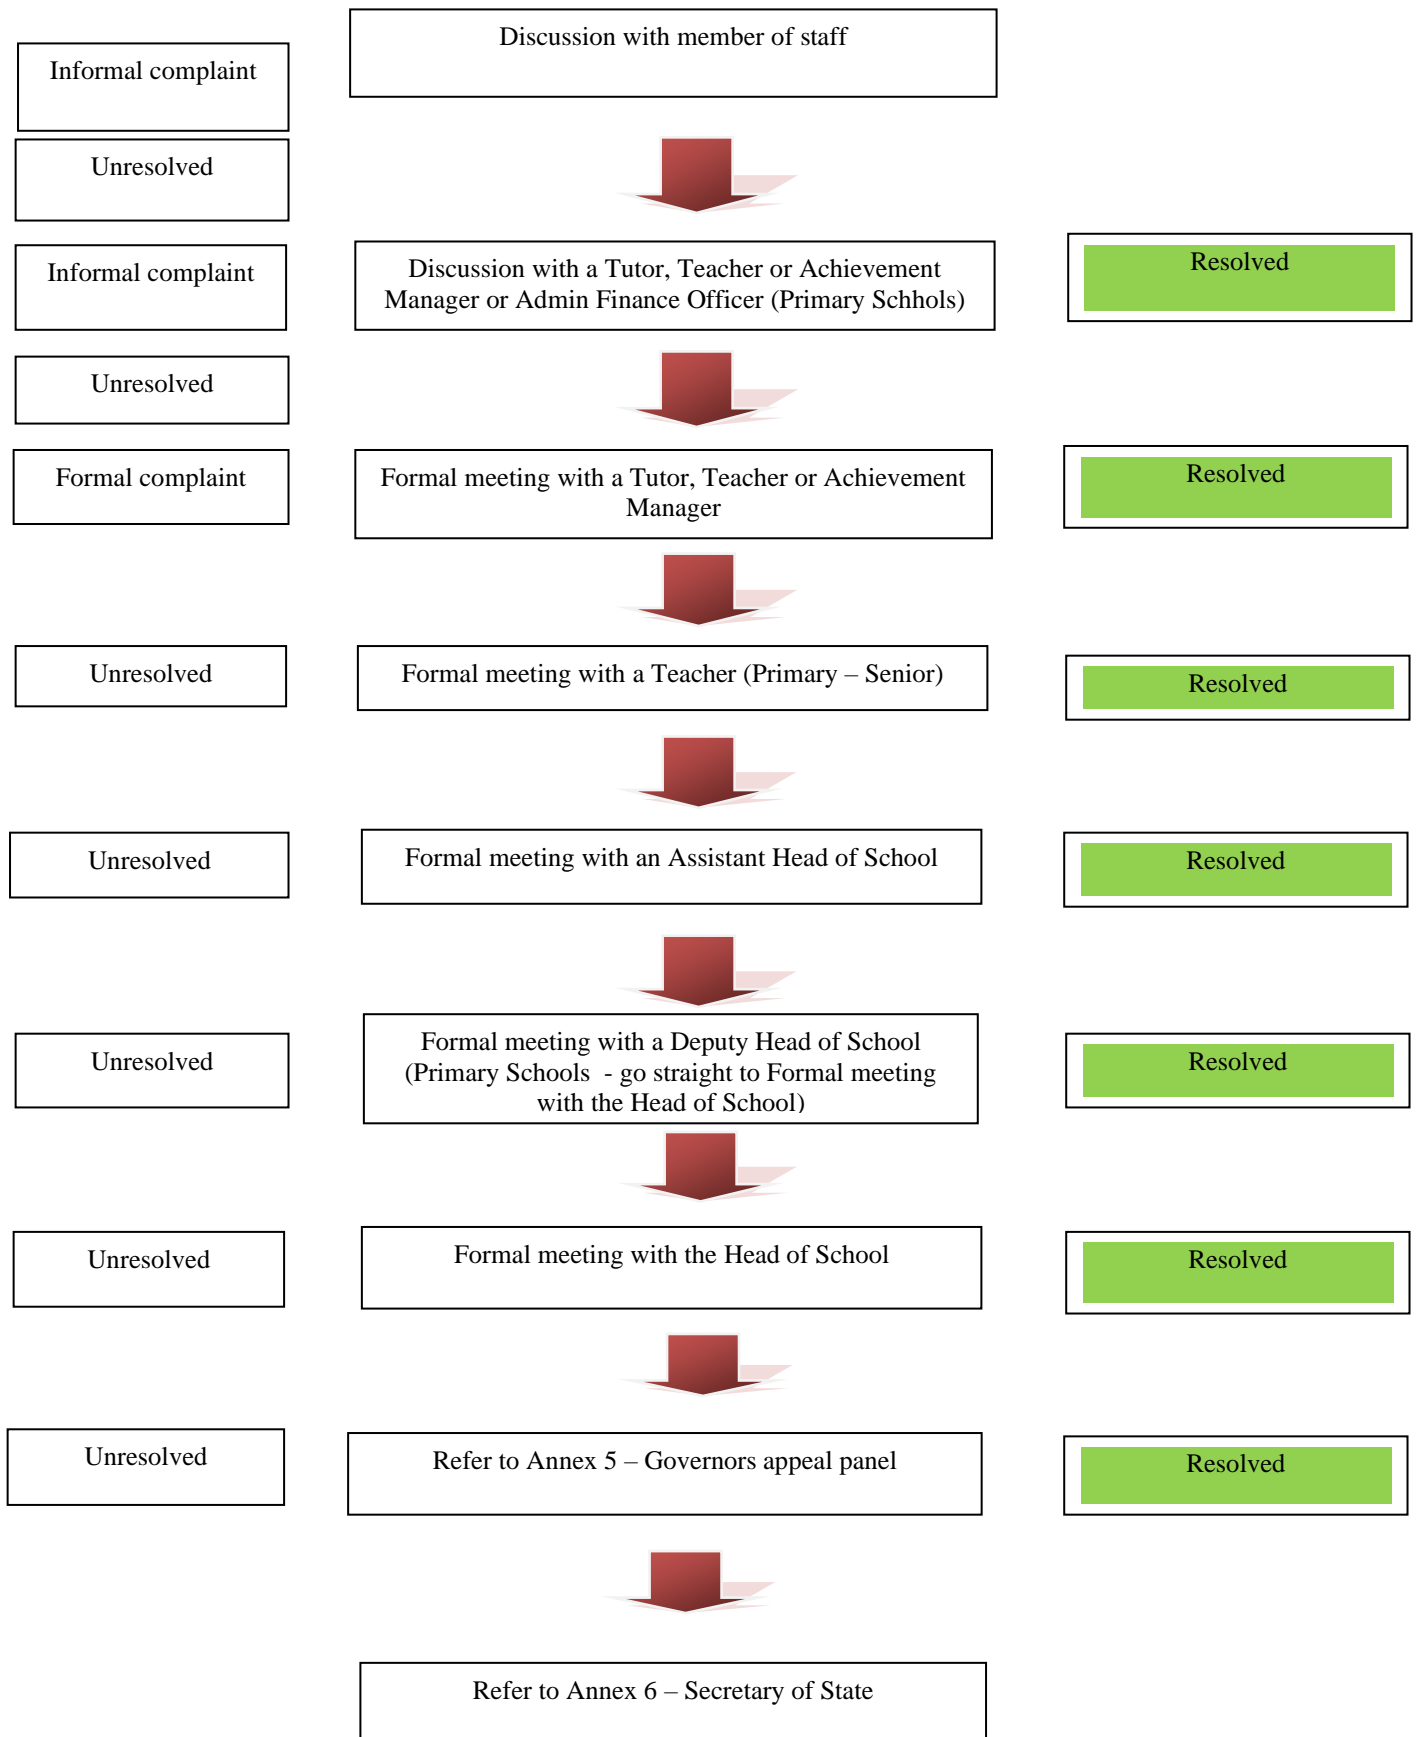 Discussion with member of staff
Informal complaint
Unresolved
Informal complaint
Discussion with a Tutor, Teacher or Achievement
Manager or Admin Finance Officer (Primary Schhols)
Resolved
Unresolved
Formal complaint
Formal meeting with a Tutor, Teacher or Achievement
Manager
Resolved
Unresolved
Formal meeting with a Teacher (Primary – Senior)
Resolved
Unresolved
Formal meeting with an Assistant Head of School
Resolved
Unresolved
Formal meeting with a Deputy Head of School
(Primary Schools  - go straight to Formal meeting
with the Head of School)
Resolved
Unresolved
Formal meeting with the Head of School
Resolved
Unresolved
Refer to Annex 5 – Governors appeal panel
Resolved
Refer to Annex 6 – Secretary of State